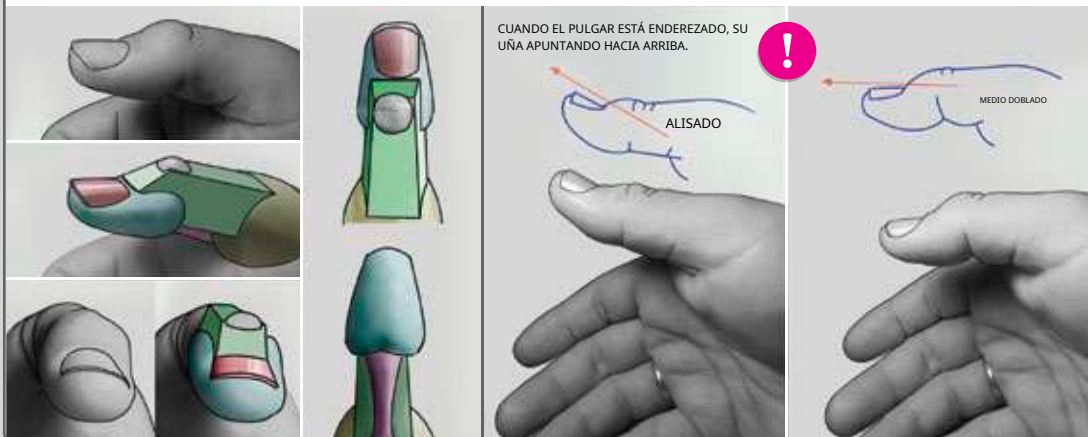 CUANDO EL PULGAR ESTÁ ENDEREZADO, SU
UÑA APUNTANDO HACIA ARRIBA.
!
ALISADO
MEDIO DOBLADO